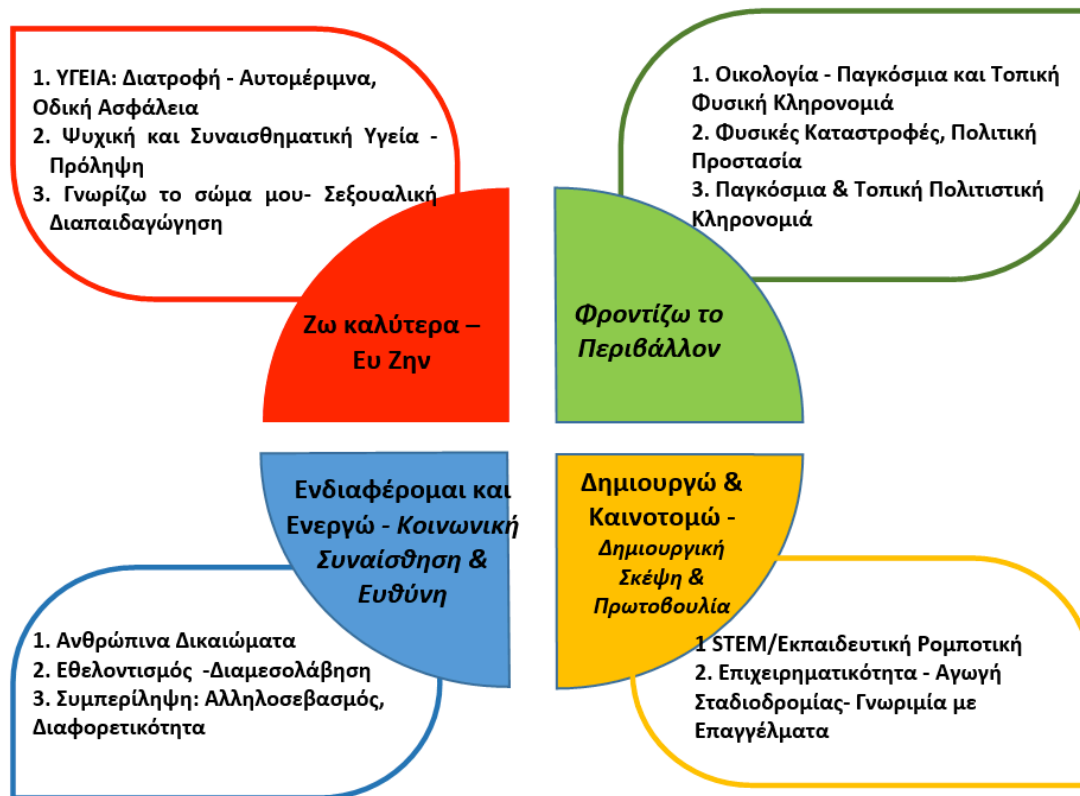 1. ΥΓΕΙΑ: Διατροφή - Αυτομέριμνα,
Οδική Ασφάλεια
2. Ψυχική και Συναισθηματική Υγεία -
Πρόληψη
3. Γνωρίζω το σώμα μου- Σεξουαλική
Διαπαιδαγώγηση
1. Οικολογία - Παγκόσμια και Τοπική
Φυσική Κληρονομιά
2. Φυσικές Καταστροφές, Πολιτική
Προστασία
3. Παγκόσμια & Τοπική Πολιτιστική
Κληρονομιά
Ζω καλύτερα –
Ευ Ζην
Φροντίζω το
Περιβάλλον
Ενδιαφέρομαι και
Ενεργώ - Κοινωνική
Συναίσθηση &
Ευθύνη
Δημιουργώ &
Καινοτομώ -
Δημιουργική
Σκέψη &
Πρωτοβουλία
1. Ανθρώπινα Δικαιώματα
2. Εθελοντισμός -Διαμεσολάβηση
3. Συμπερίληψη: Αλληλοσεβασμός,
Διαφορετικότητα
1 STEM/Εκπαιδευτική Ρομποτική
2. Επιχειρηματικότητα - Αγωγή
Σταδιοδρομίας- Γνωριμία με
Επαγγέλματα